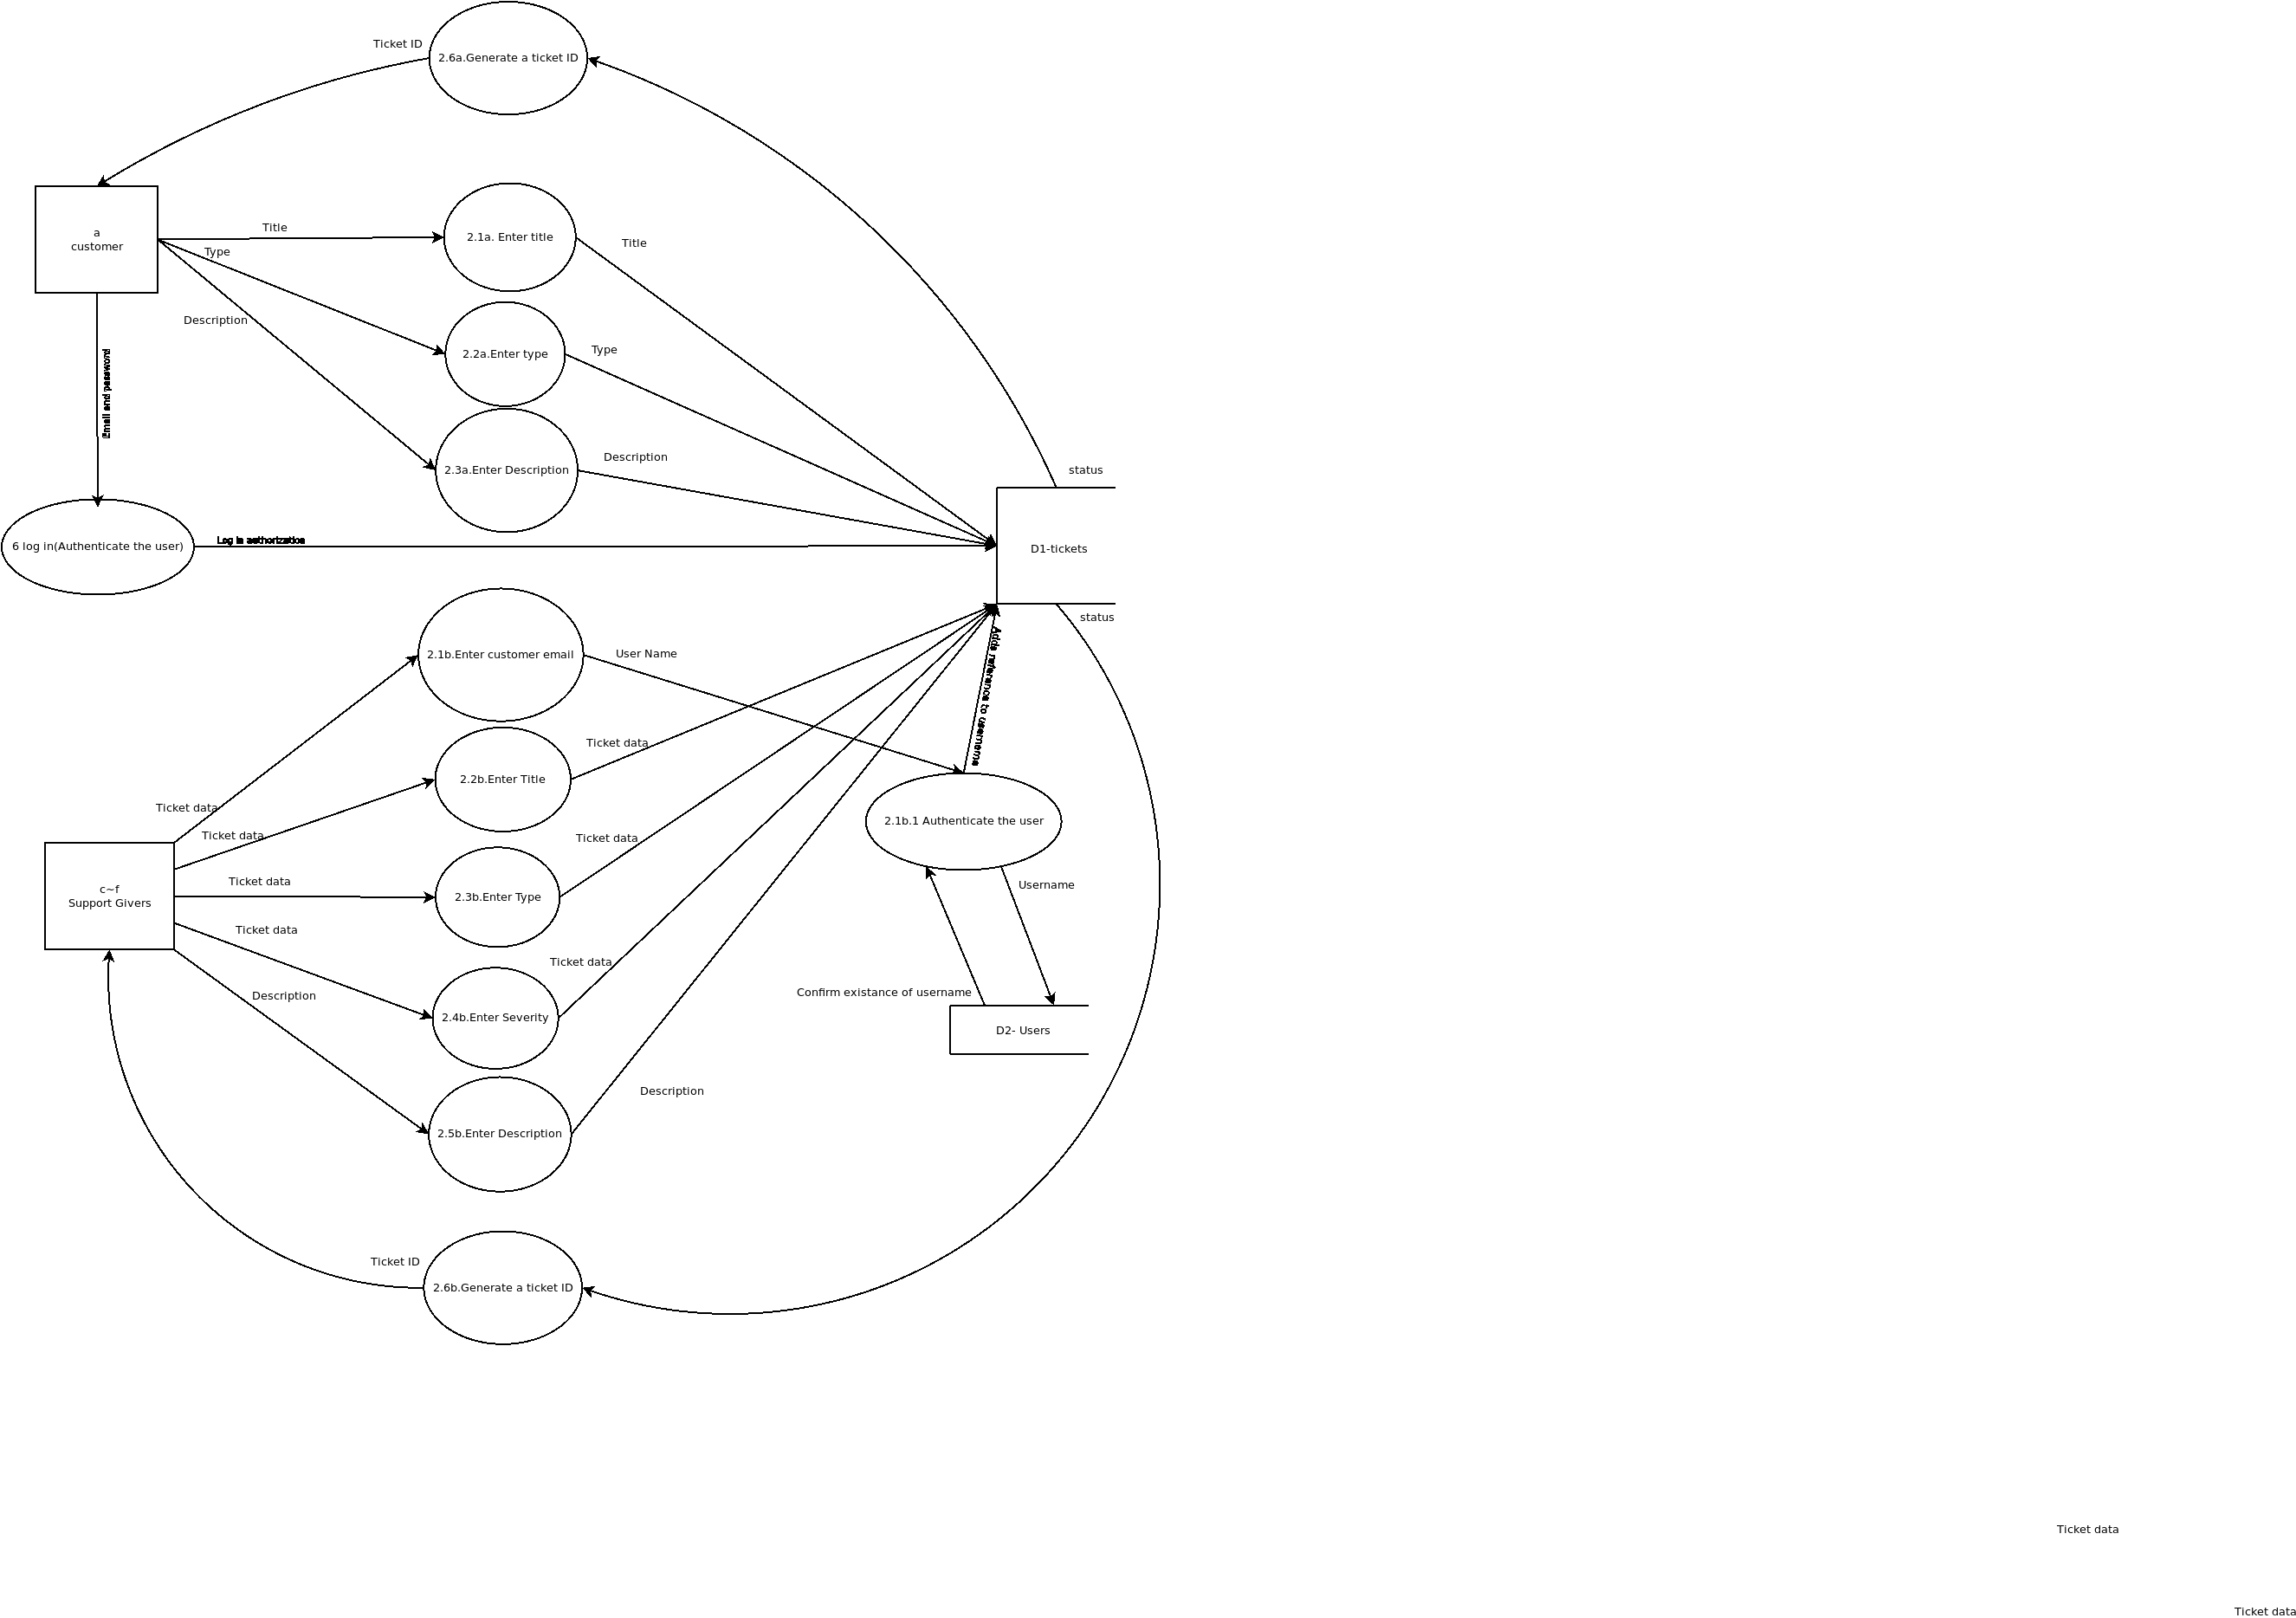 Ticket ID
2.6a.Generate a ticket ID
a
customer
Title
2.1a. Enter title
Title
Type
2.2a.Enter type
Type
Description
2.3a.Enter Description
Description
Email and password
status
6 log in(Authenticate the user)
Log in authorization
D1-tickets
status
2.1b.Enter customer email
User Name
Adds reference to username
2.2b.Enter Title
Ticket data
Ticket data
Ticket data
2.1b.1 Authenticate the user
Ticket data
c~f
Support Givers
Ticket data
2.3b.Enter Type
Username
Ticket data
Ticket data
2.4b.Enter Severity
Confirm existance of username
Description
D2- Users
2.5b.Enter Description
Description
Ticket ID
2.6b.Generate a ticket ID
Ticket data
Ticket data